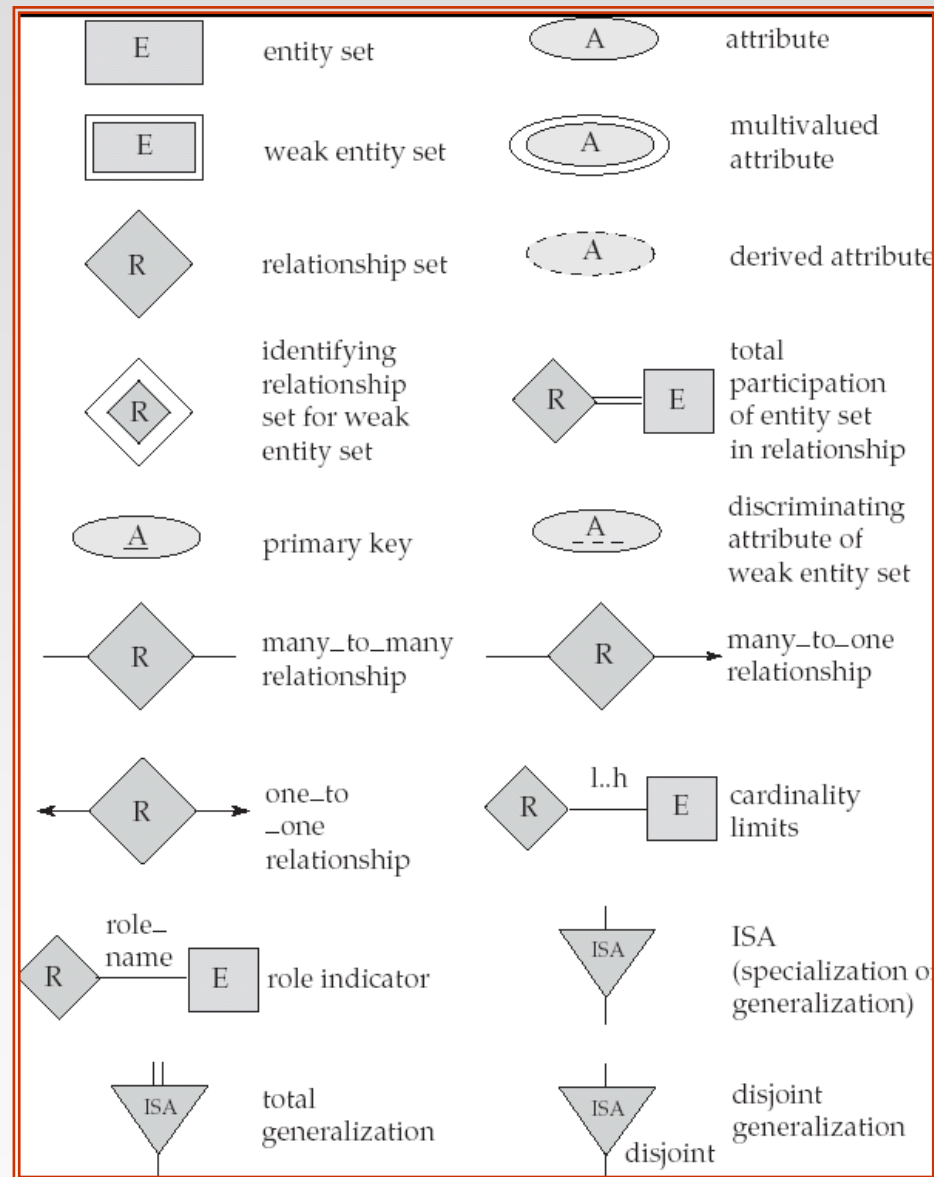 E
entity set
A
attribute
E
weak entity set
A
multivalued
attribute
R
relationship set
A
derived attribute
R
identifying
relationship
set for weak
entity set
R
E
total
participation
of entity set
in relationship
A
primary key
A
discriminating
attribute of
weak entity set
R
many_to_many
relationship
R
many_to_one
relationship
R
one_to
_one
relationship
R
l..h
E
cardinality
limits
R
role_
name
E
role indicator
ISA
ISA
(specialization o
generalization)
ISA
total
generalization
ISA
disjoint
disjoint
generalization